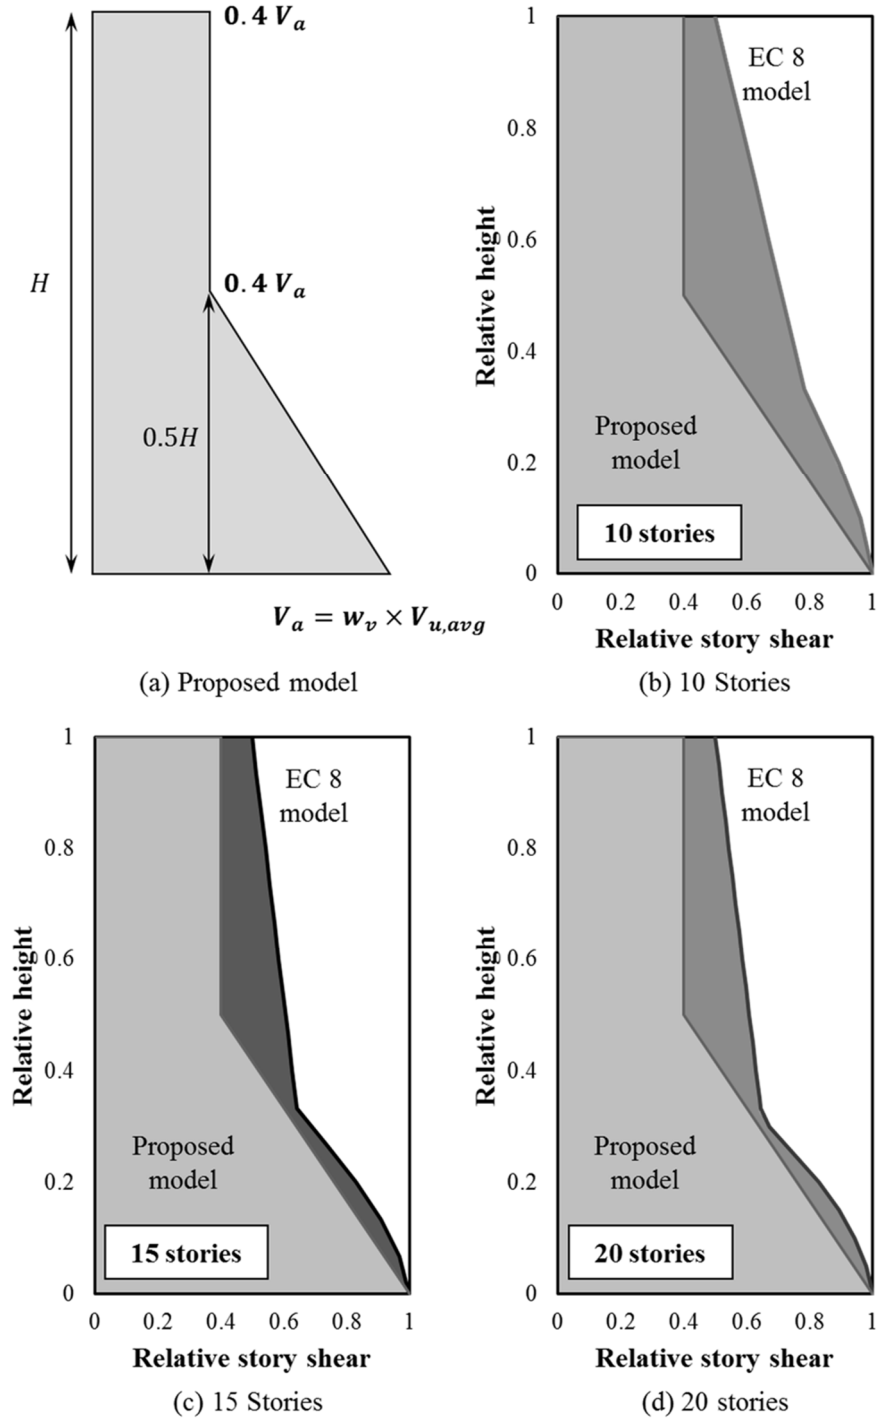 0.4 V_a
H
0.4 V_a
0.5H
V_a = w_v × V_{u,avg}
(a) Proposed model
1
0.8
0.6
0.4
0.2
0
Relative height
EC 8
model
Proposed
model
10 stories
0 0.2 0.4 0.6 0.8 1
Relative story shear
(b) 10 Stories
1
0.8
0.6
0.4
0.2
0
Relative height
EC 8
model
Proposed
model
15 stories
0 0.2 0.4 0.6 0.8 1
Relative story shear
(c) 15 Stories
1
0.8
0.6
0.4
0.2
0
Relative height
EC 8
model
Proposed
model
20 stories
0 0.2 0.4 0.6 0.8 1
Relative story shear
(d) 20 stories